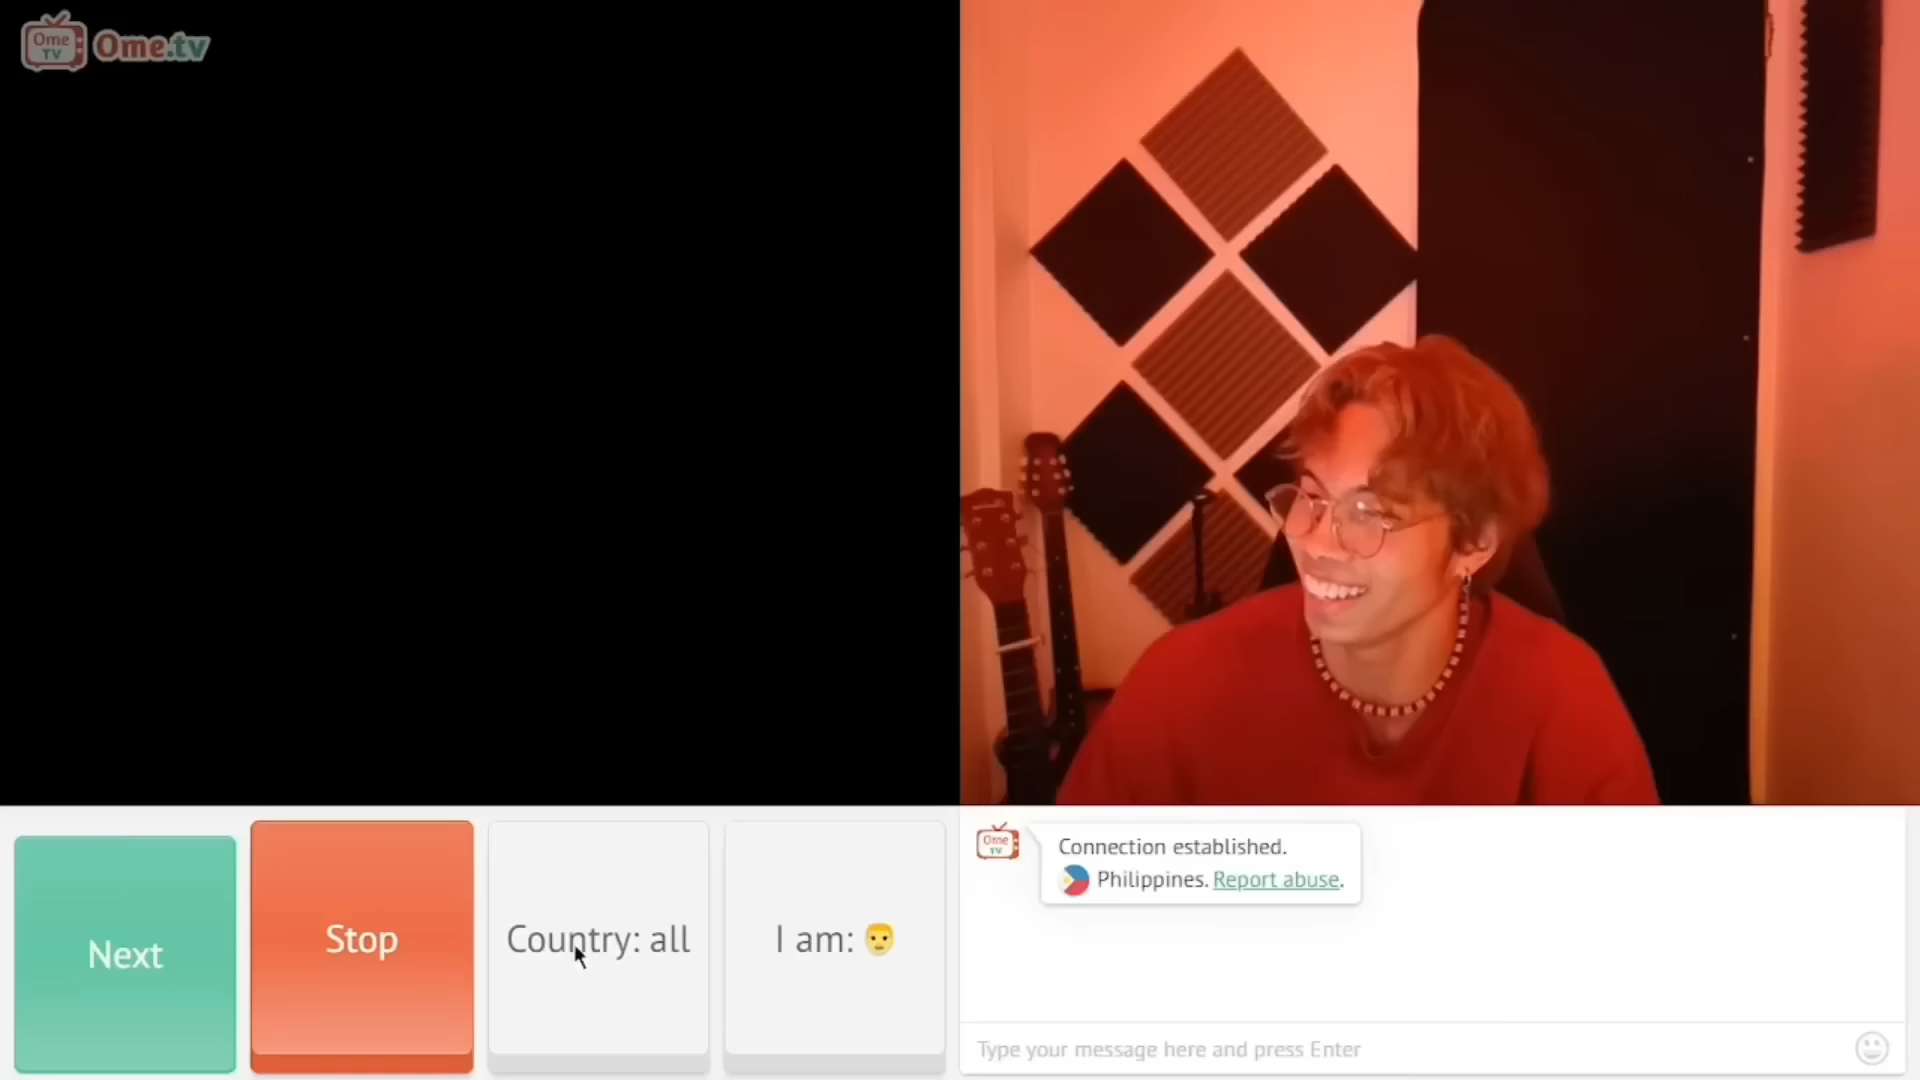 Ome
TV
Ome.tv
Next
Stop
Country: all
I am:
Ome
TV
Connection established.
Philippines. Report abuse.
Type your message here and press Enter